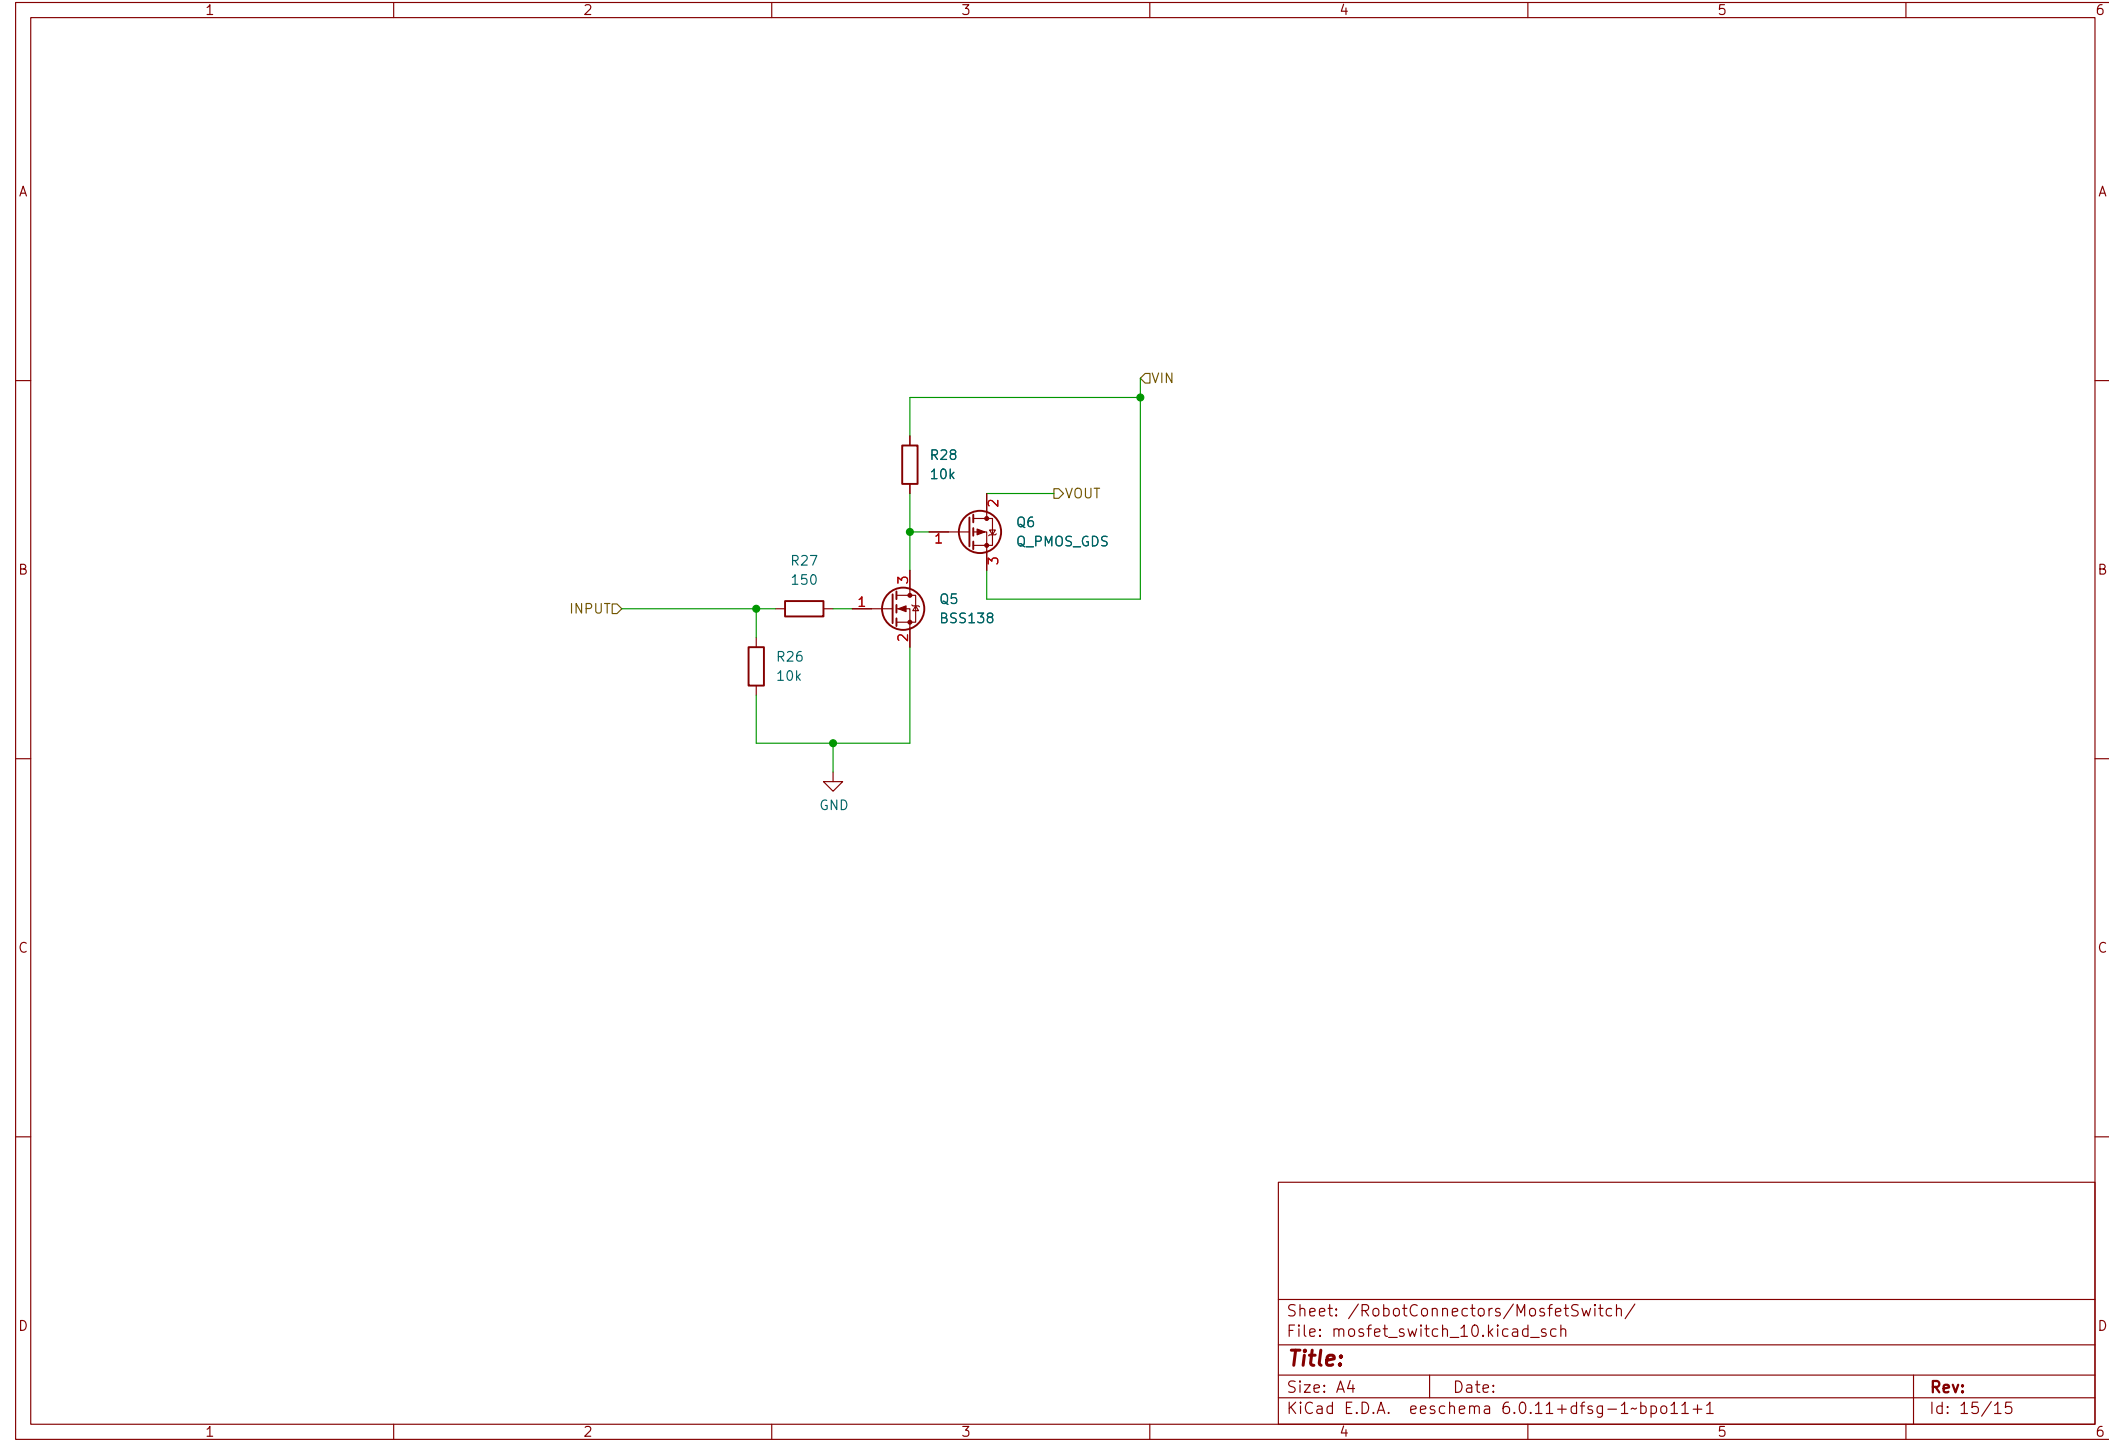 1 2 3 4 5 6
A A
VIN
R28
10k
VOUT
2
Q6
Q_PMOS_GDS
1
3
B B
R27
150
3
Q5
BSS138
1
INPUT
2
R26
10k
GND
C C
Sheet: /RobotConnectors/MosfetSwitch/
File: mosfet_switch_10.kicad_sch
D D
Title:
Size: A4 Date: Rev:
KiCad E.D.A. eeschema 6.0.11+dfsg-1~bpo11+1 Id: 15/15
1 2 3 4 5 6